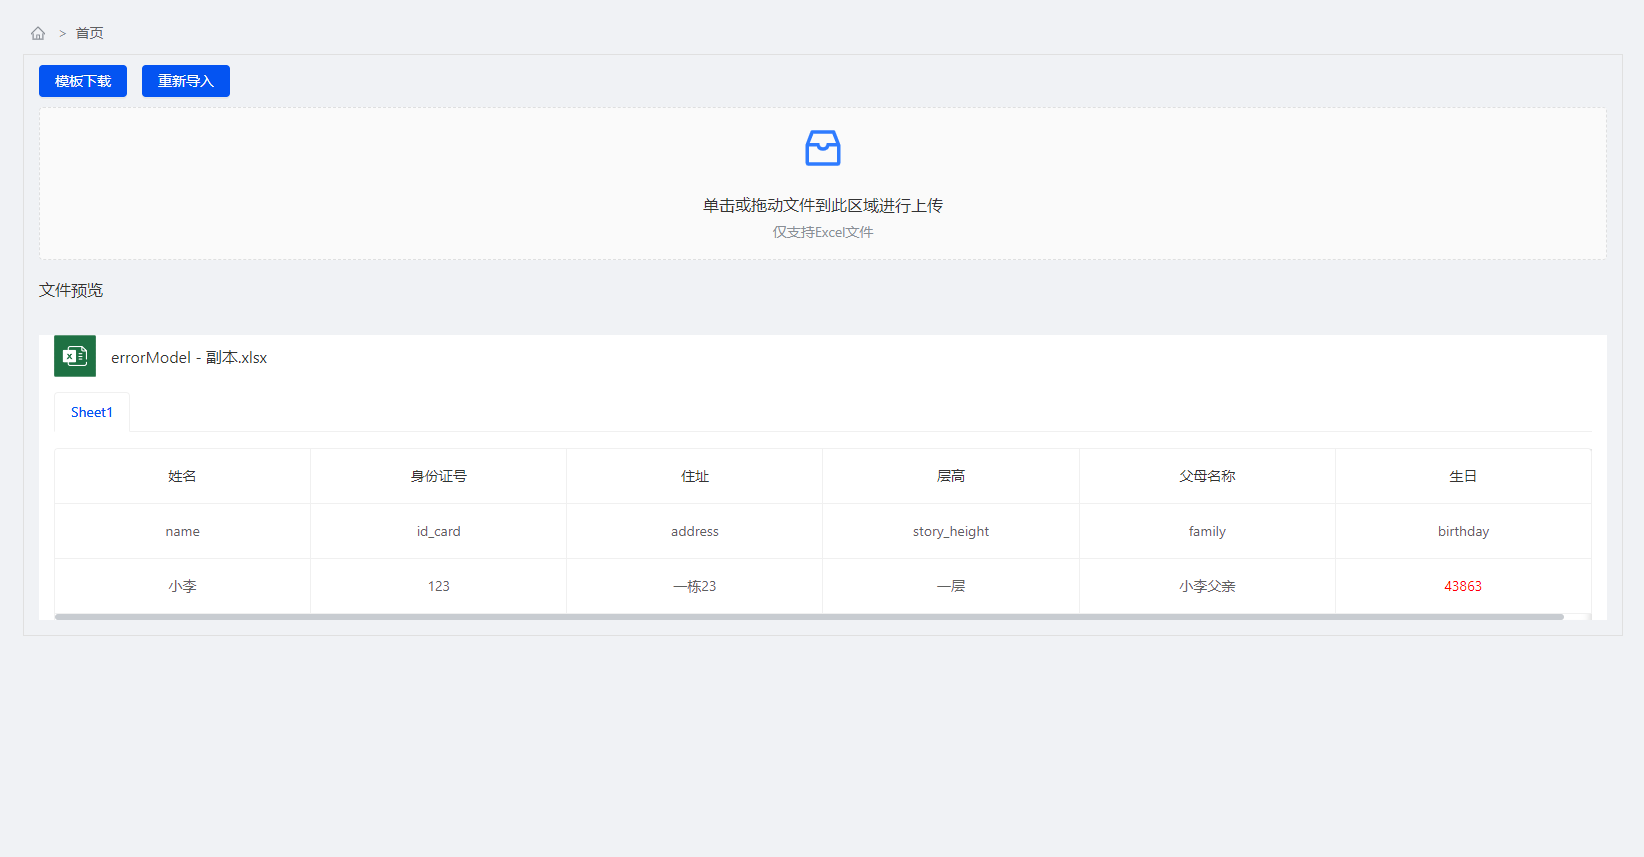 > 首页
模板下载 重新导入
单击或拖动文件到此区域进行上传
仅支持Excel文件
文件预览
errorModel - 副本.xlsx
Sheet1
姓名 身份证号 住址 层高 父母名称 生日
name id_card address story_height family birthday
小李 123 一栋23 一层 小李父亲 43863